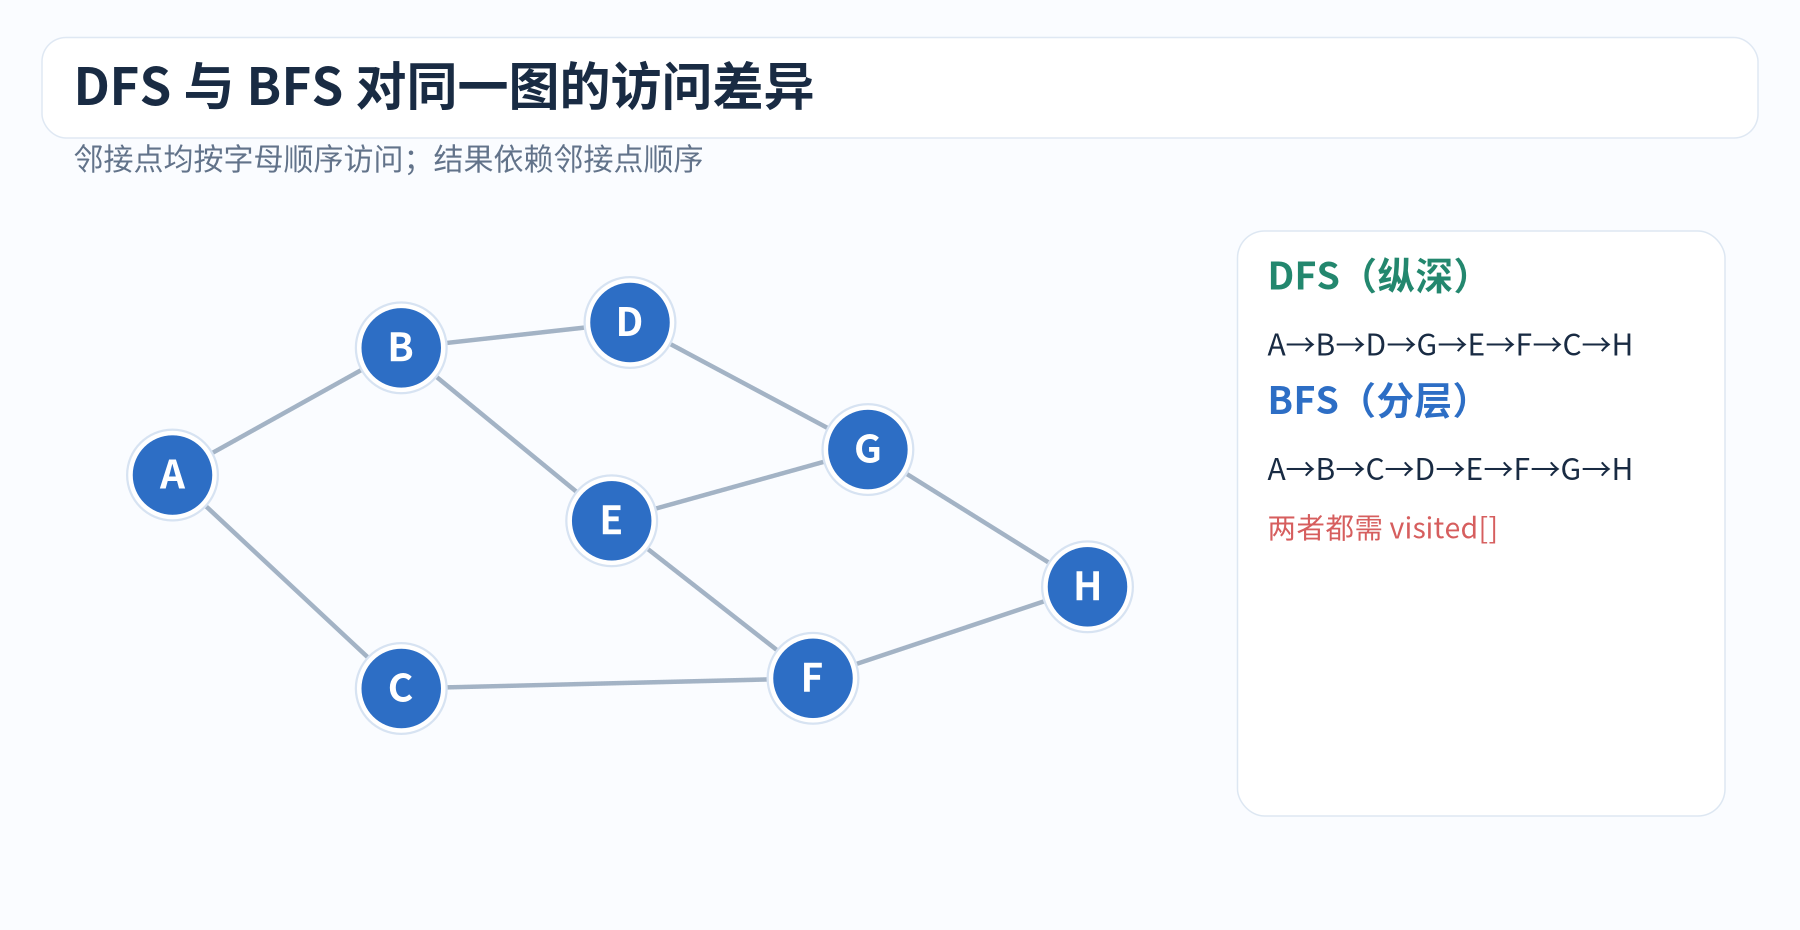 DFS 与 BFS 对同一图的访问差异
邻接点均按字母顺序访问；结果依赖邻接点顺序
A
B
C
D
E
F
G
H
DFS（纵深）
A→B→D→G→E→F→C→H
BFS（分层）
A→B→C→D→E→F→G→H
两者都需 visited[]